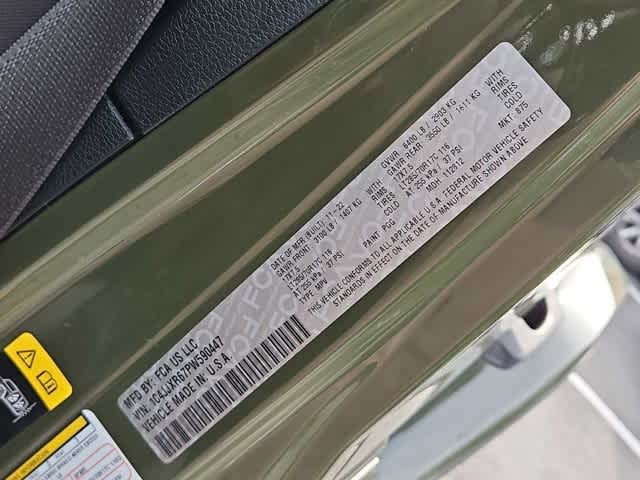 MFD BY: FCA US LLC
VIN: 1C4JJXR67PW590447
VEHICLE MADE IN U.S.A.
DATE OF MFR (BUILT) 11-22 GVWR: 6400 LB / 2903 KG
GAWR FRONT: 3100 LB / 1407 KG WITH GAWR REAR: 3550 LB / 1611 KG WITH
17X7.5 RIMS 17X7.5 RIMS
LT285/70R17C 116 TIRES LT285/70R17C 116 TIRES
AT 255 kPa / 37 PSI COLD AT 255 kPa / 37 PSI COLD
TYPE: MPV PAINT: PGG MDH: 112812 MKT: 875
THIS VEHICLE CONFORMS TO ALL APPLICABLE U.S.A. FEDERAL MOTOR VEHICLE SAFETY
STANDARDS IN EFFECT ON THE DATE OF MANUFACTURE SHOWN ABOVE